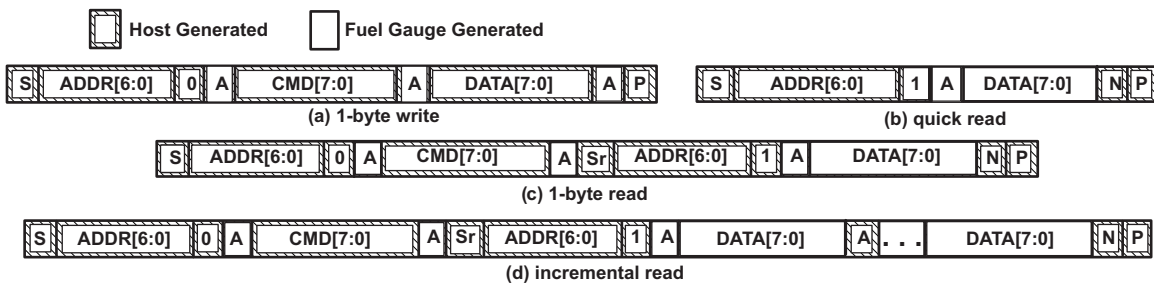 Host Generated Fuel Gauge Generated
S ADDR[6:0] 0 A CMD[7:0] A DATA[7:0] A P
(a) 1-byte write
S ADDR[6:0] 1 A DATA[7:0] N P
(b) quick read
S ADDR[6:0] 0 A CMD[7:0] A Sr ADDR[6:0] 1 A DATA[7:0] N P
(c) 1-byte read
S ADDR[6:0] 0 A CMD[7:0] A Sr ADDR[6:0] 1 A DATA[7:0] A . . . DATA[7:0] N P
(d) incremental read